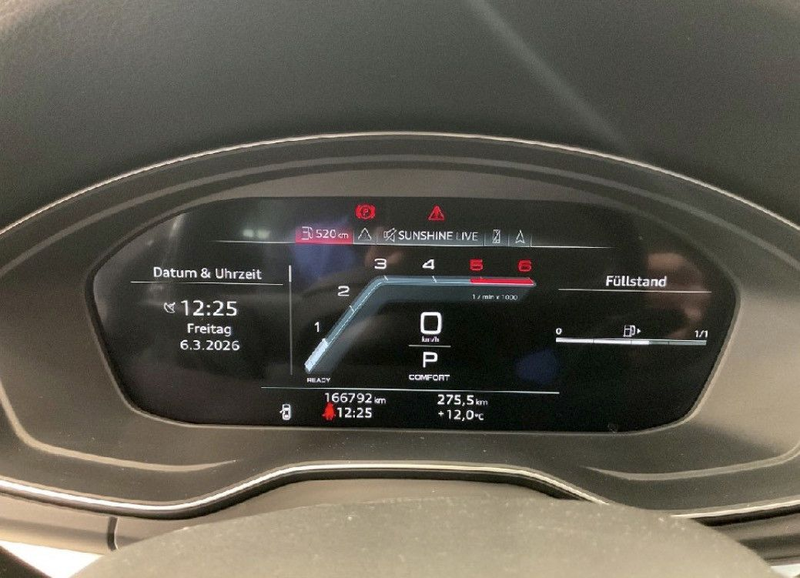 520 km SUNSHINE LIVE
Datum & Uhrzeit
12:25
Freitag
6.3.2026
1
2
3
4
5
6
1 / min x 1000
0
km/h
P
READY
COMFORT
Füllstand
0
1/1
166792 km
275,5 km
12:25
+12,0 °C